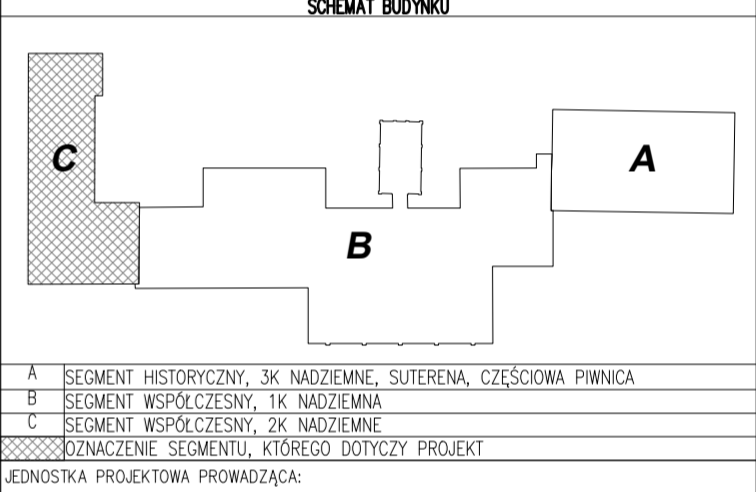 SCHEMAT BUDYNKU
C
A
B
A SEGMENT HISTORYCZNY, 3K NADZIEMNE, SUTERENA, CZĘŚCIOWA PIWNICA
B SEGMENT WSPÓŁCZESNY, 1K NADZIEMNA
C SEGMENT WSPÓŁCZESNY, 2K NADZIEMNE
OZNACZENIE SEGMENTU, KTÓREGO DOTYCZY PROJEKT
JEDNOSTKA PROJEKTOWA PROWADZĄCA: